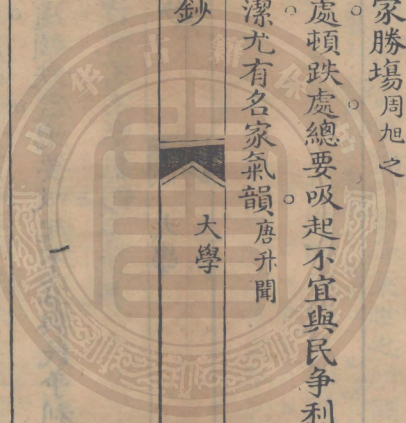 家勝場周旭之
處頓跌處總要吸起不宜與民爭利
潔尤有名家氣韻唐升聞
鈔
大學